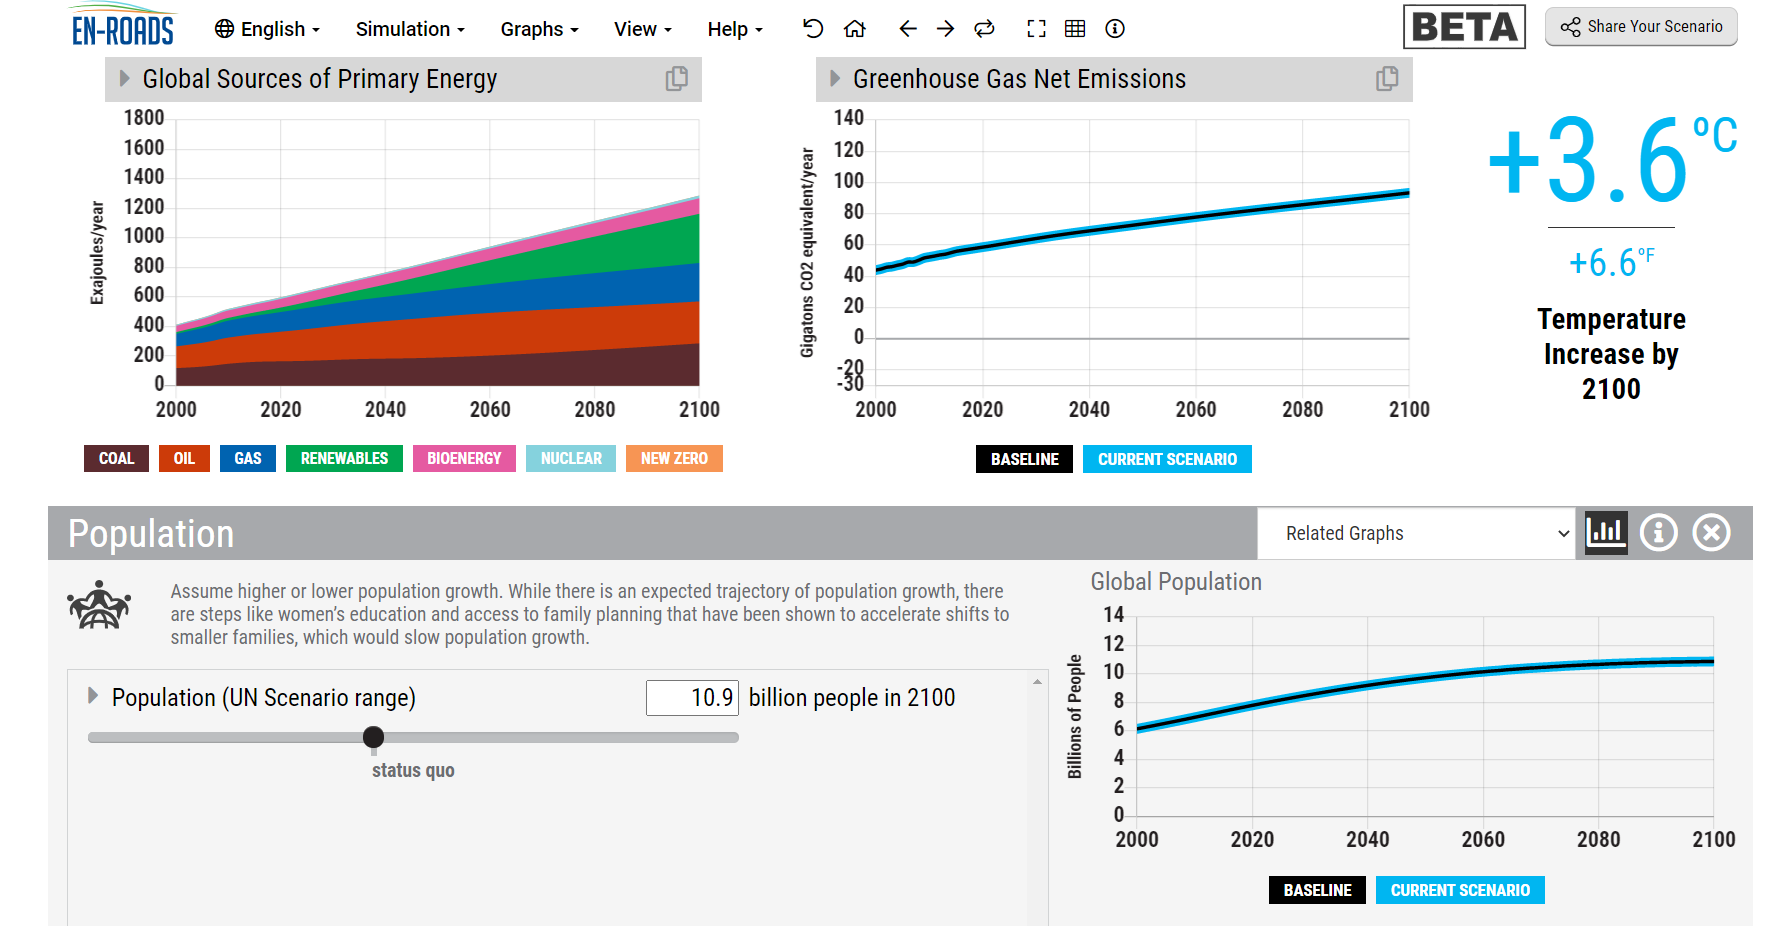 EN-ROADS
English
Simulation
Graphs
View
Help
BETA
Share Your Scenario
Global Sources of Primary Energy
Exajoules/year
1800
1600
1400
1200
1000
800
600
400
200
0
2000 2020 2040 2060 2080 2100
COAL OIL GAS RENEWABLES BIOENERGY NUCLEAR NEW ZERO
Greenhouse Gas Net Emissions
Gigatons CO2 equivalent/year
140
120
100
80
60
40
20
0
-20
-30
2000 2020 2040 2060 2080 2100
BASELINE CURRENT SCENARIO
+3.6°C
+6.6°F
Temperature
Increase by
2100
Population
Related Graphs
Assume higher or lower population growth. While there is an expected trajectory of population growth, there
are steps like women’s education and access to family planning that have been shown to accelerate shifts to
smaller families, which would slow population growth.
Population (UN Scenario range)
10.9 billion people in 2100
status quo
Global Population
Billions of People
14
12
10
8
6
4
2
0
2000 2020 2040 2060 2080 2100
BASELINE CURRENT SCENARIO